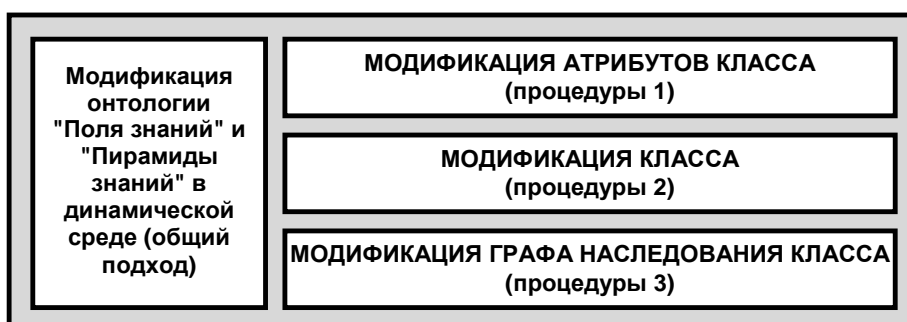 Модификация
онтологии
"Поля знаний" и
"Пирамиды
знаний" в
динамической
среде (общий
подход)
МОДИФИКАЦИЯ АТРИБУТОВ КЛАССА
(процедуры 1)
МОДИФИКАЦИЯ КЛАССА
(процедуры 2)
МОДИФИКАЦИЯ ГРАФА НАСЛЕДОВАНИЯ КЛАССА
(процедуры 3)